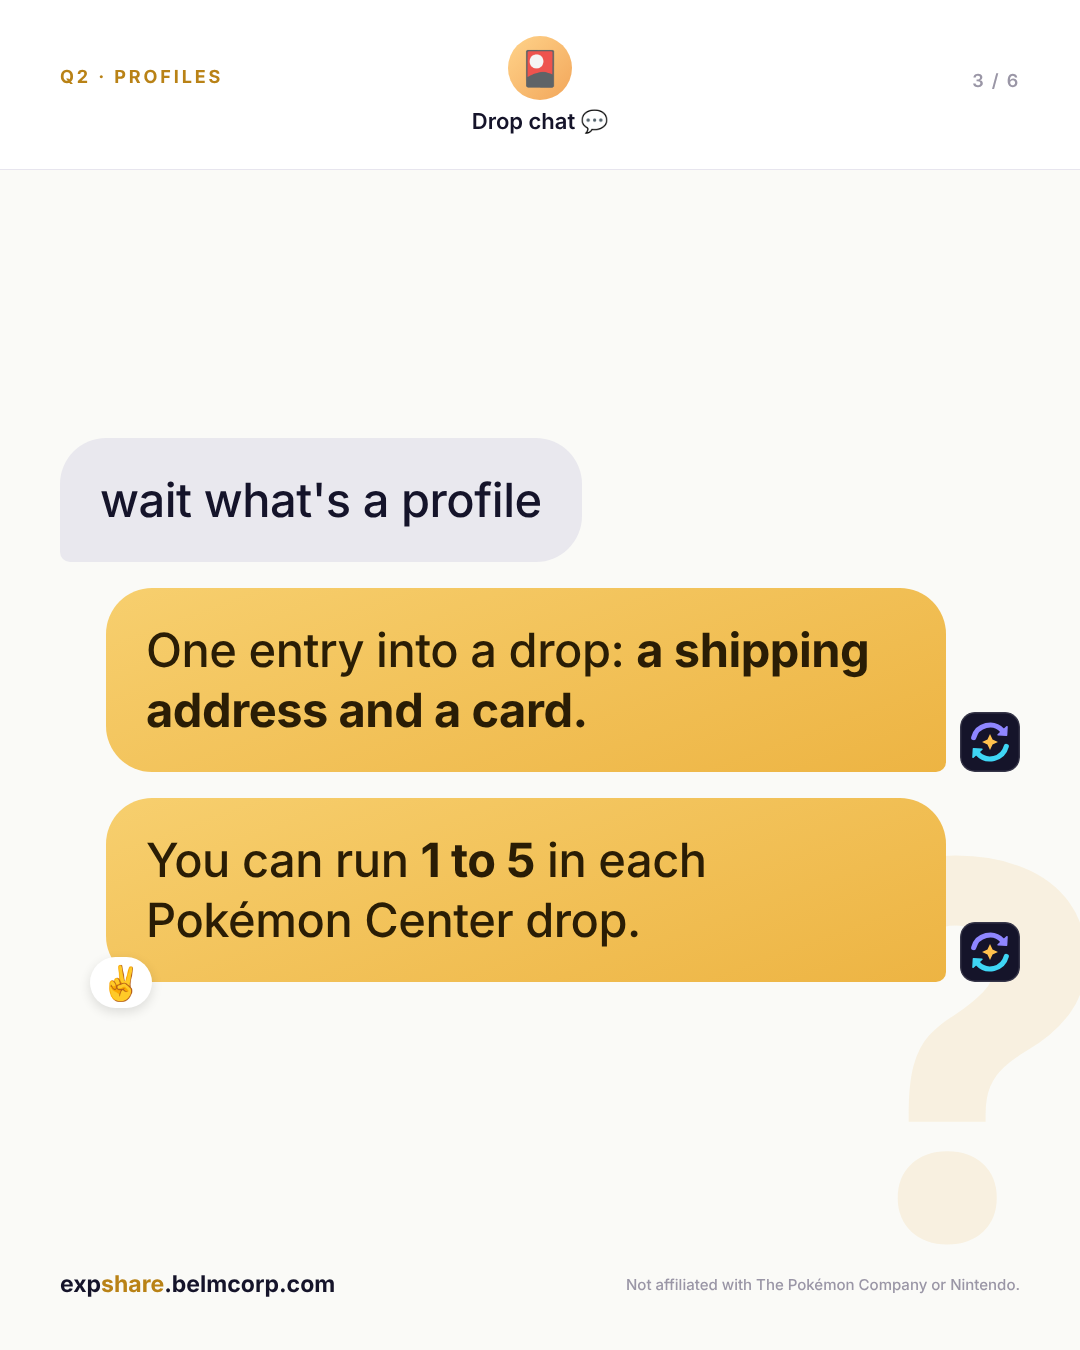 Q2 · PROFILES
3 / 6
Drop chat 💬
wait what's a profile
One entry into a drop: a shipping
address and a card.
You can run 1 to 5 in each
Pokémon Center drop.
✌️
?
expshare.belmcorp.com
Not affiliated with The Pokémon Company or Nintendo.